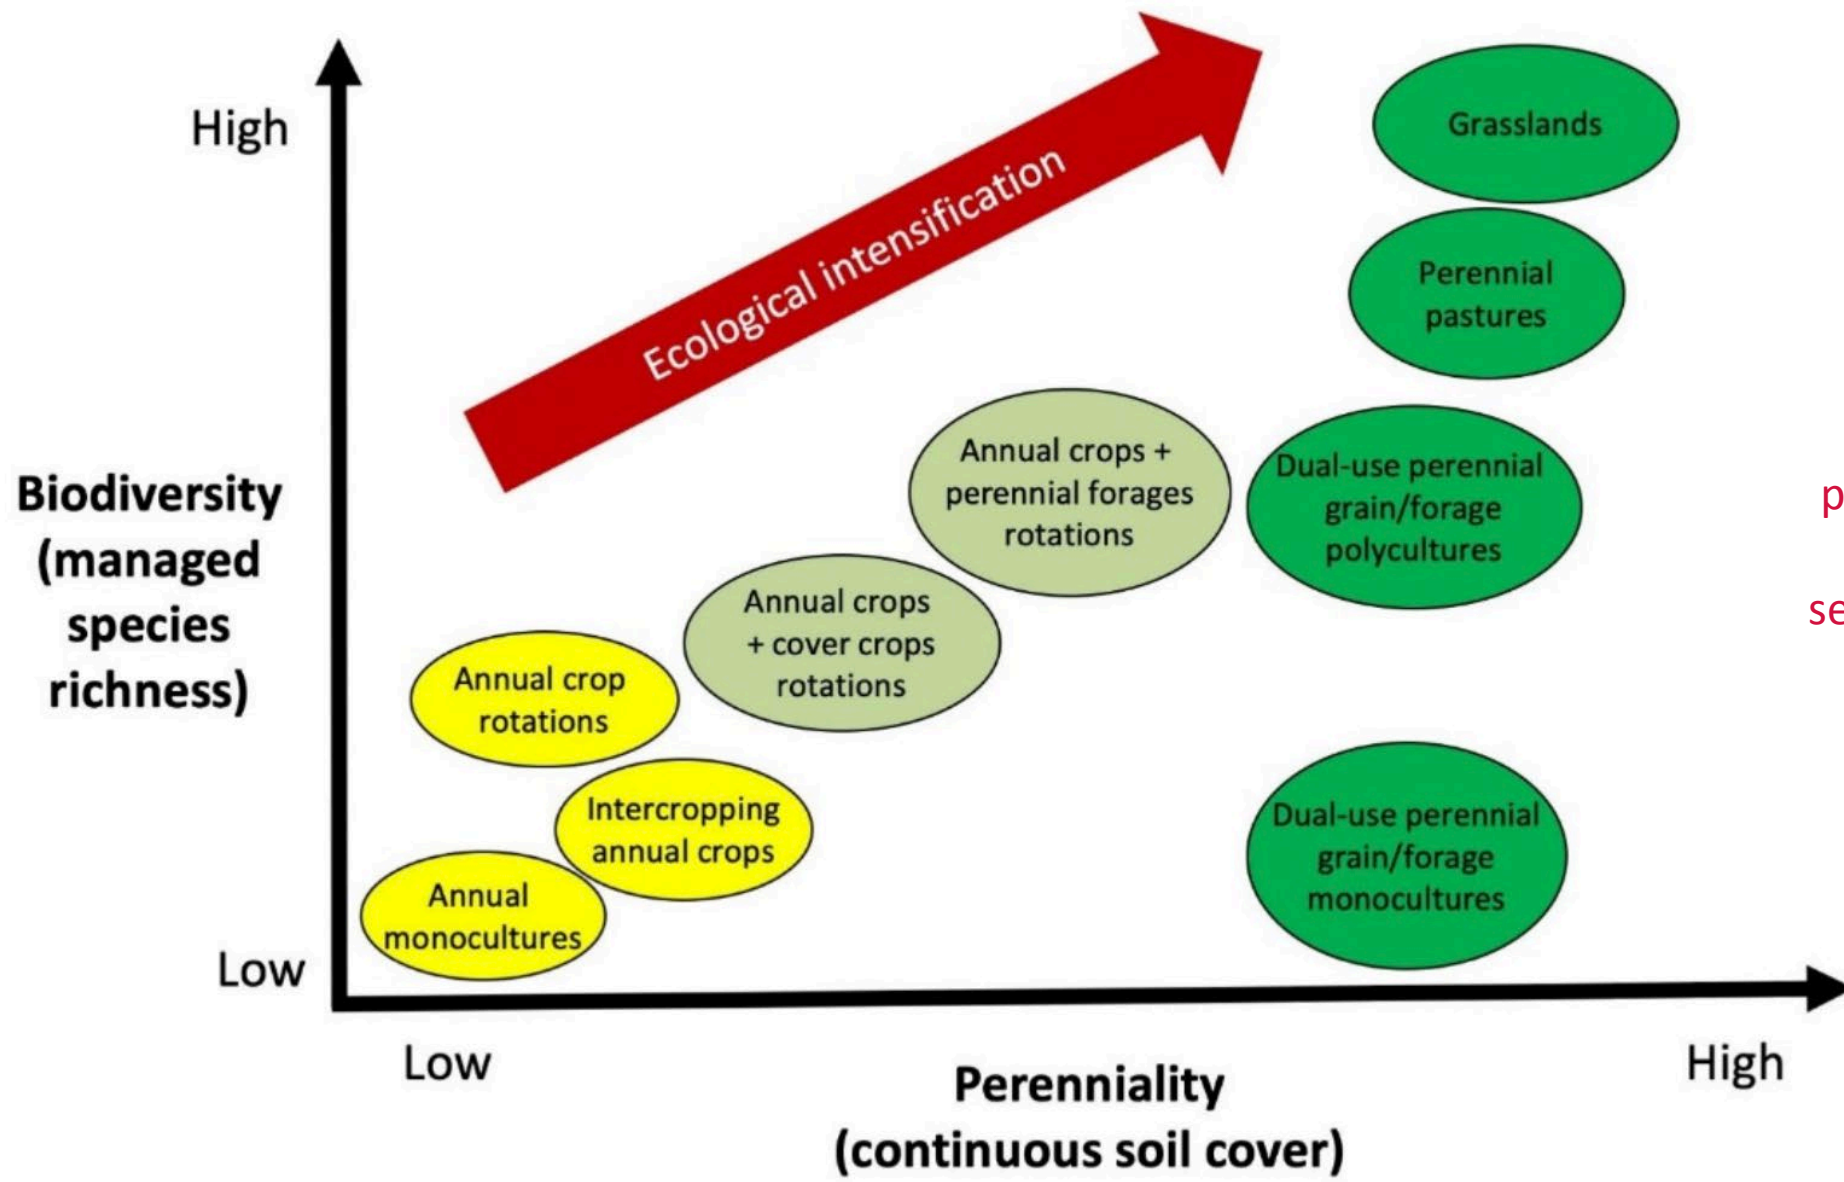 High
Ecological intensification
Grasslands
Perennial
pastures
Annual crops +
perennial forages
rotations
Dual-use perennial
grain/forage
polycultures
Biodiversity
(managed
species
richness)
Annual crops
+ cover crops
rotations
Annual crop
rotations
Intercropping
annual crops
Annual
monocultures
Dual-use perennial
grain/forage
monocultures
Low
Low
High
Perenniality
(continuous soil cover)
p
se